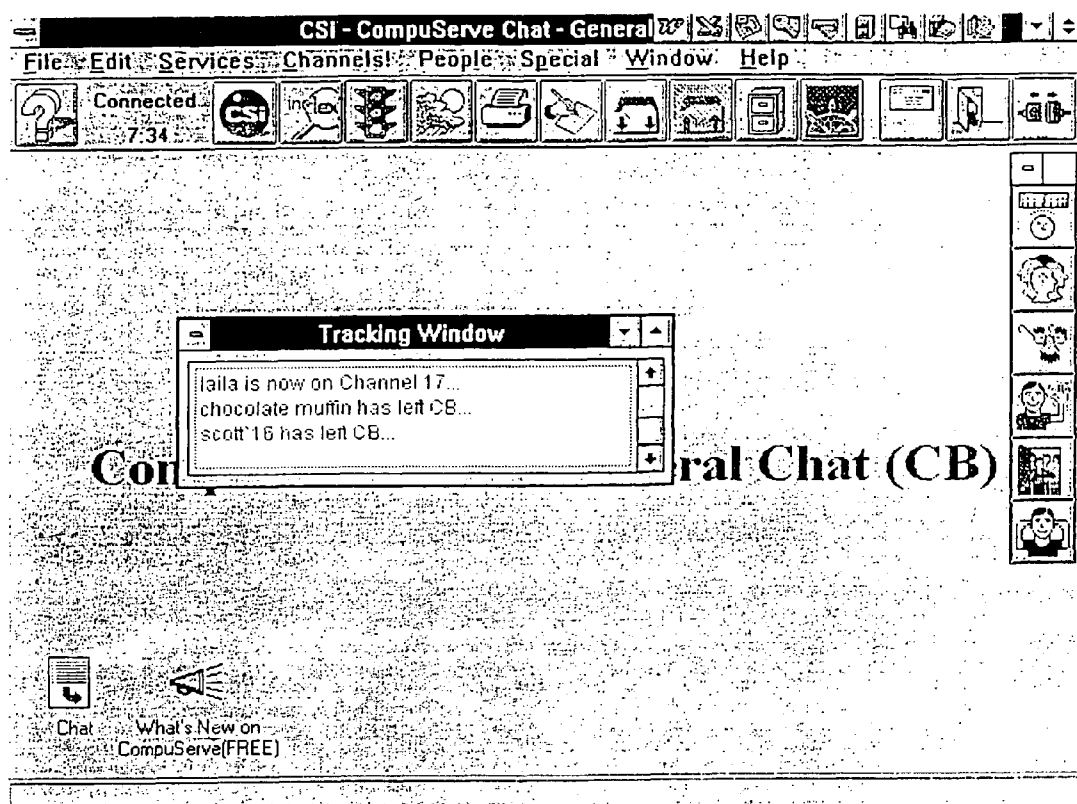 CSi - CompuServe Chat - General
File Edit Services Channels! People Special Window Help
Connected
7:34
Tracking Window
laila is now on Channel 17...
chocolate muffin has left CB...
scott`16 has left CB...
Com ral Chat (CB)
Chat
What's New on
CompuServe(FREE)